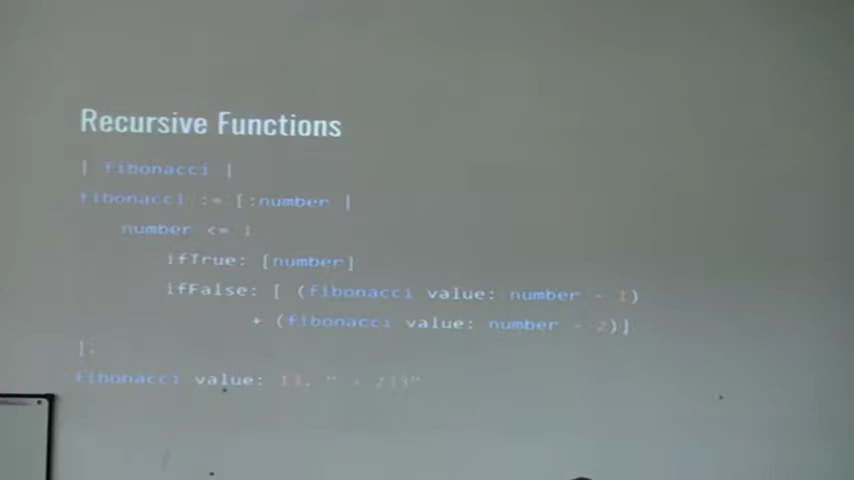 Recursive Functions
| fibonacci |
fibonacci := [:number |
number <= 1
ifTrue: [number]
ifFalse: [ (fibonacci value: number - 1)
+ (fibonacci value: number - 2)]
].
fibonacci value: